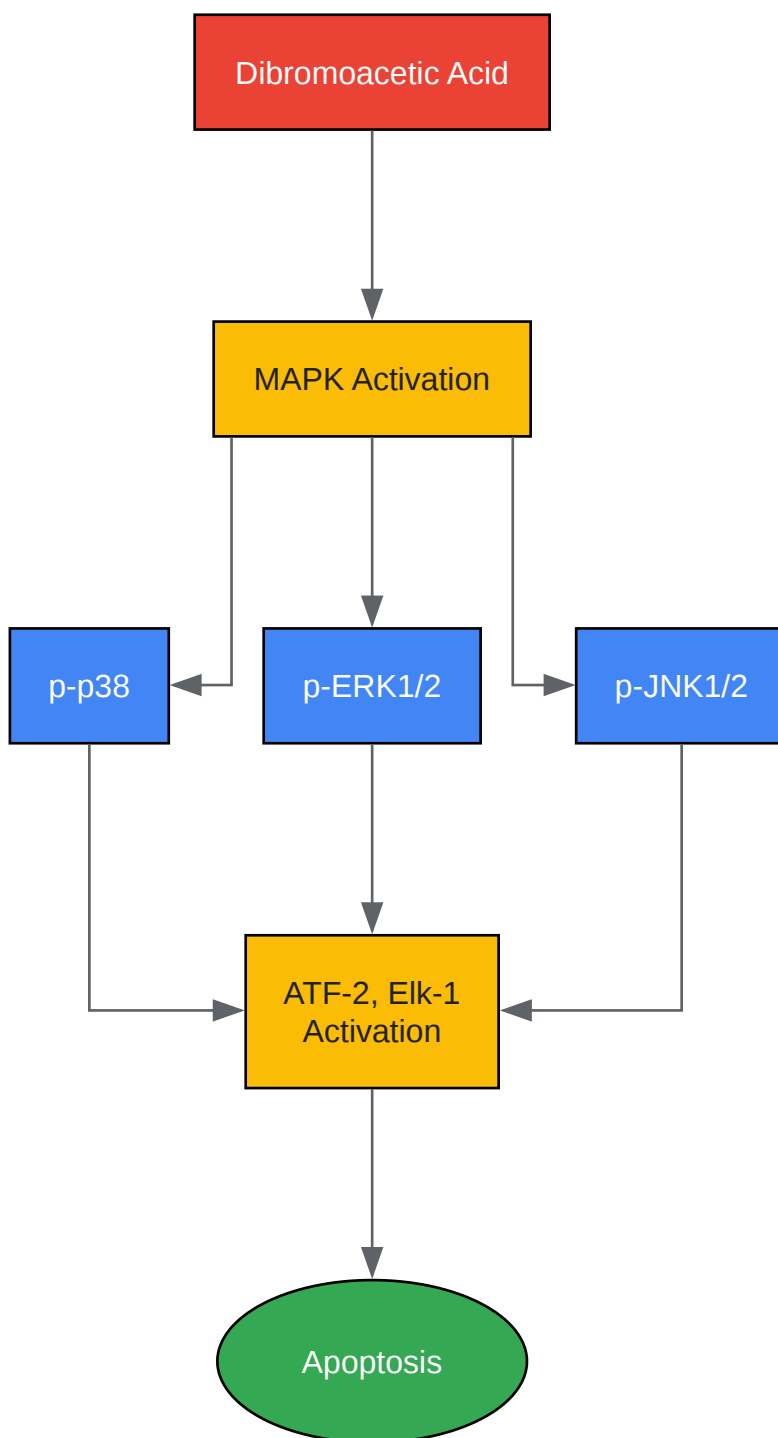 Dibromoacetic Acid
MAPK Activation
p-p38
p-ERK1/2
p-JNK1/2
ATF-2, Elk-1
Activation
Apoptosis